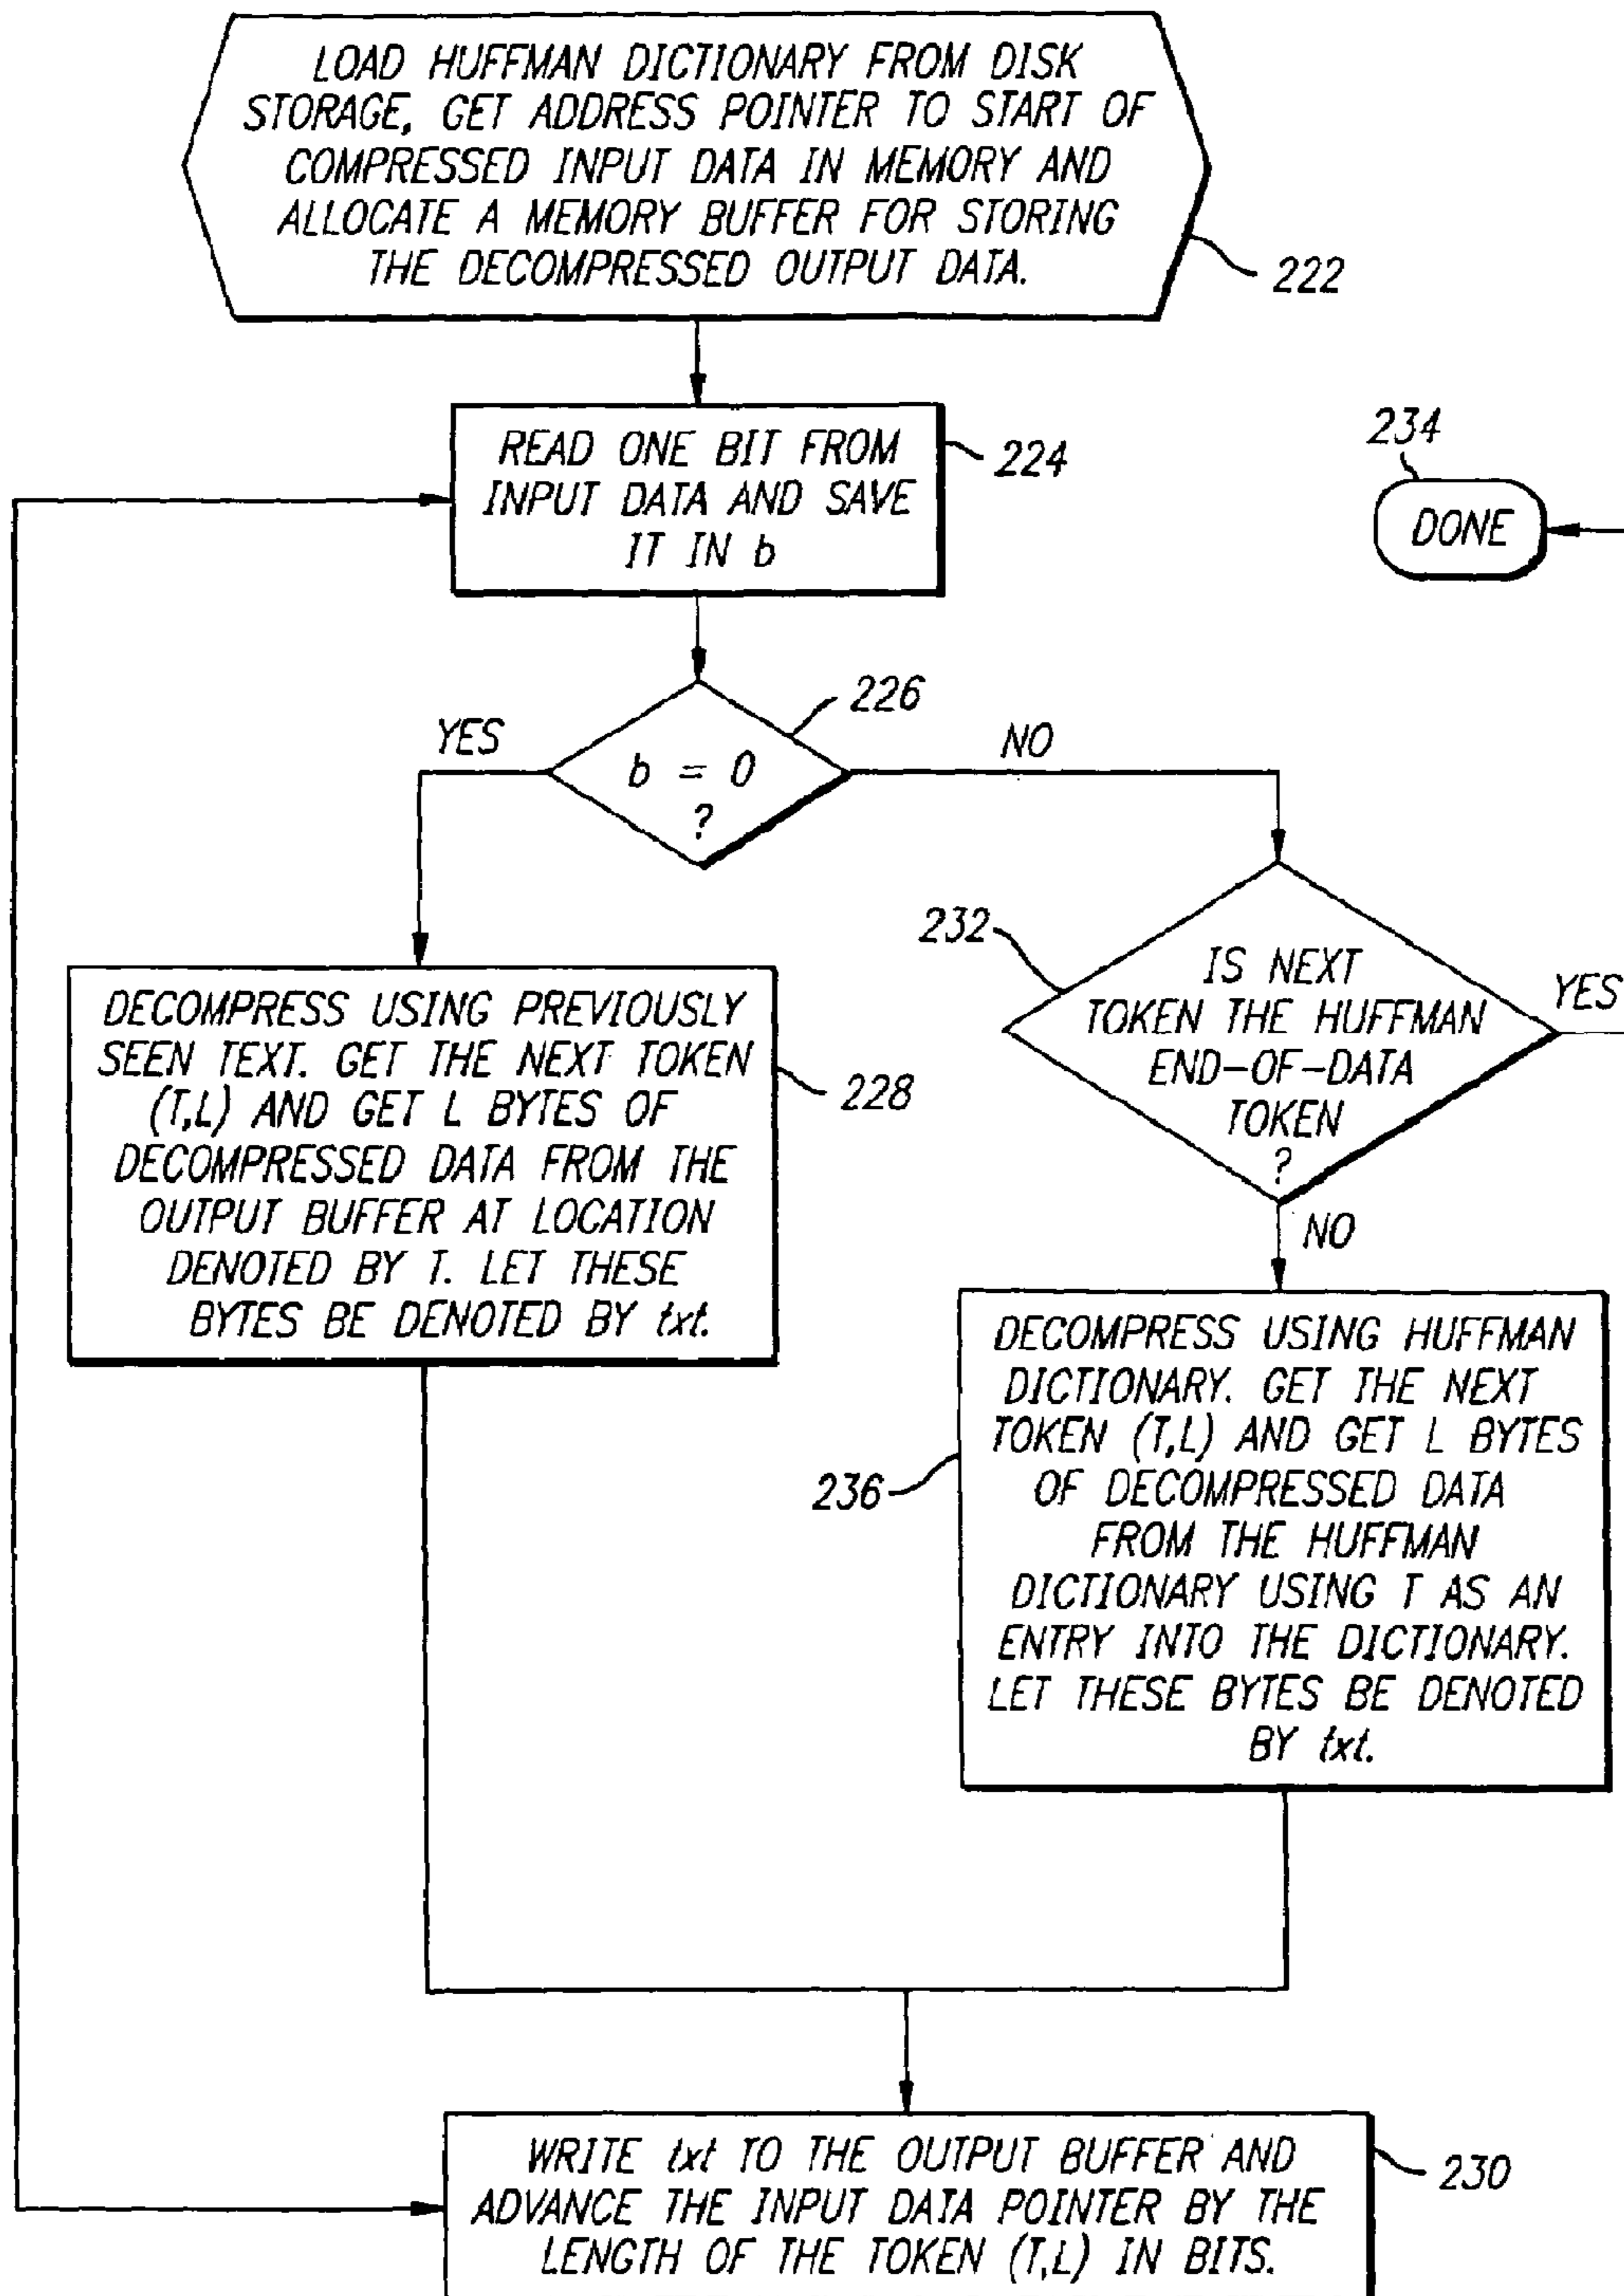 LOAD HUFFMAN DICTIONARY FROM DISK
STORAGE, GET ADDRESS POINTER TO START OF
COMPRESSED INPUT DATA IN MEMORY AND
ALLOCATE A MEMORY BUFFER FOR STORING
THE DECOMPRESSED OUTPUT DATA.
222
READ ONE BIT FROM
INPUT DATA AND SAVE
IT IN b
224
234
DONE
226
YES
b = 0
?
NO
232
IS NEXT
TOKEN THE HUFFMAN
END-OF-DATA
TOKEN
?
YES
NO
DECOMPRESS USING PREVIOUSLY
SEEN TEXT. GET THE NEXT TOKEN
(T,L) AND GET L BYTES OF
DECOMPRESSED DATA FROM THE
OUTPUT BUFFER AT LOCATION
DENOTED BY T. LET THESE
BYTES BE DENOTED BY txt.
228
DECOMPRESS USING HUFFMAN
DICTIONARY. GET THE NEXT
TOKEN (T,L) AND GET L BYTES
OF DECOMPRESSED DATA
FROM THE HUFFMAN
DICTIONARY USING T AS AN
ENTRY INTO THE DICTIONARY.
LET THESE BYTES BE DENOTED
BY txt.
236
WRITE txt TO THE OUTPUT BUFFER AND
ADVANCE THE INPUT DATA POINTER BY THE
LENGTH OF THE TOKEN (T,L) IN BITS.
230